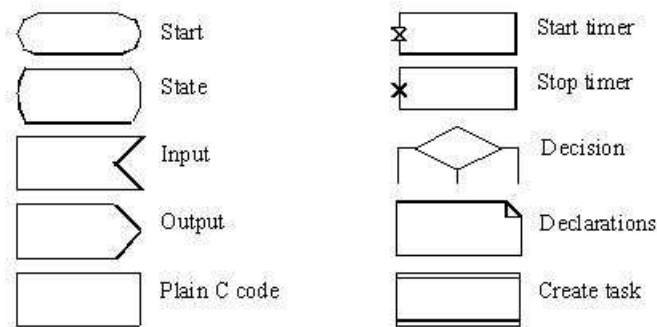 Start
State
Input
Output
Plain C code
Start timer
Stop timer
Decision
Declarations
Create task